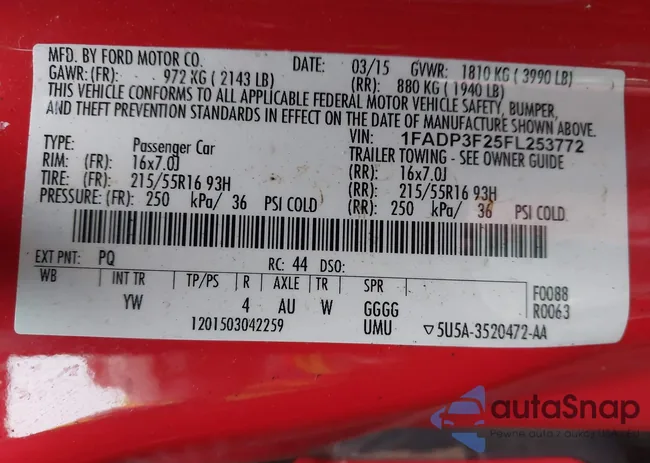 MFD. BY FORD MOTOR CO. DATE: 03/15 GVWR: 1810 KG ( 3990 LB)
GAWR: (FR): 972 KG ( 2143 LB) (RR): 880 KG ( 1940 LB)
THIS VEHICLE CONFORMS TO ALL APPLICABLE FEDERAL MOTOR VEHICLE SAFETY, BUMPER,
AND THEFT PREVENTION STANDARDS IN EFFECT ON THE DATE OF MANUFACTURE SHOWN ABOVE.
VIN: 1FADP3F25FL253772
TYPE: Passenger Car TRAILER TOWING - SEE OWNER GUIDE
RIM: (FR): 16x7.0J (RR): 16x7.0J
TIRE: (FR): 215/55R16 93H (RR): 215/55R16 93H
PRESSURE: (FR): 250 kPa/ 36 PSI COLD (RR): 250 kPa/ 36 PSI COLD
EXT PNT: PQ RC: 44 DSO:
WB INT TR TP/PS R AXLE TR SPR F0088
YW 4 AU W GGGG R0063
1201503042259 UMU ▽5U5A-3520472-AA
autoSnap
Pewne auta z aukcji w USA